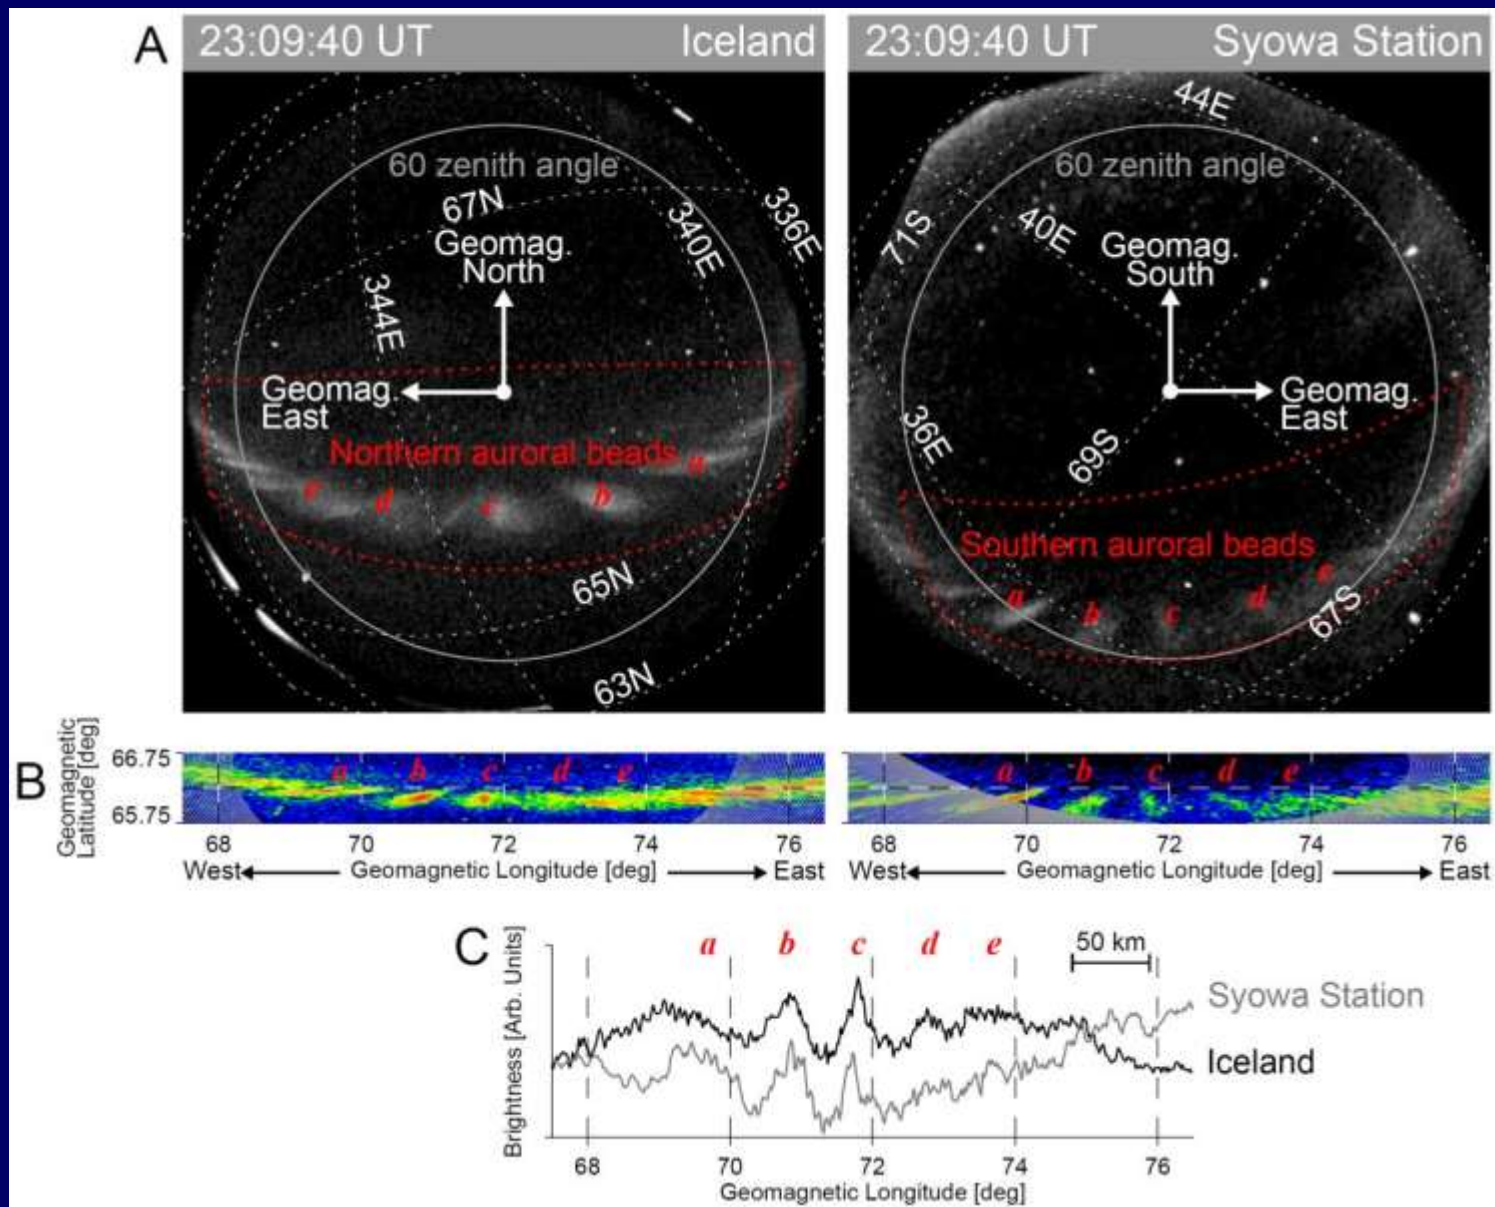 A
23:09:40 UT Iceland
23:09:40 UT Syowa Station
60 zenith angle
67N
340E
336E
Geomag.
North
344E
Geomag.
East
Northern auroral beads
a
e
d
c
b
65N
63N
44E
60 zenith angle
71S
40E
Geomag.
South
36E
Geomag.
East
69S
Southern auroral beads
a
b
c
d
e
67S
B
Geomagnetic
Latitude [deg]
66.75
65.75
a b c d e
68 70 72 74 76
West Geomagnetic Longitude [deg] East
a b c d e
68 70 72 74 76
West Geomagnetic Longitude [deg] East
C
Brightness [Arb. Units]
a b c d e
50 km
Syowa Station
Iceland
68 70 72 74 76
Geomagnetic Longitude [deg]